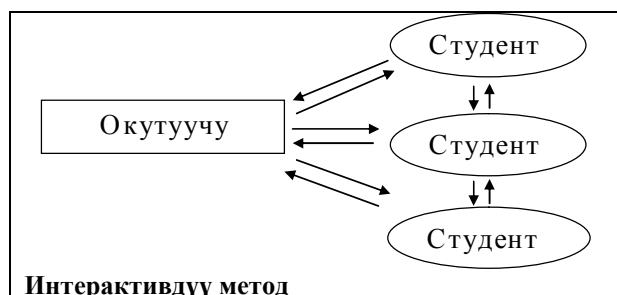 Студент
Окутуучу
Студент
Студент
Интерактивдүү метод